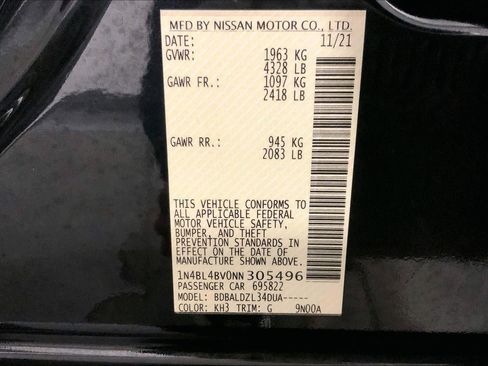 MFD BY NISSAN MOTOR CO., LTD.
DATE: 11/21
GVWR: 1963 KG
4328 LB
GAWR FR.: 1097 KG
2418 LB
GAWR RR.: 945 KG
2083 LB
THIS VEHICLE CONFORMS TO
ALL APPLICABLE FEDERAL
MOTOR VEHICLE SAFETY,
BUMPER, AND THEFT
PREVENTION STANDARDS IN
EFFECT ON THE DATE OF
MANUFACTURE SHOWN ABOVE.
1N4BL4BV0NN305496
PASSENGER CAR 695822
MODEL: BDBALDZL34DUA-----
COLOR: KH3 TRIM: G 9N00A